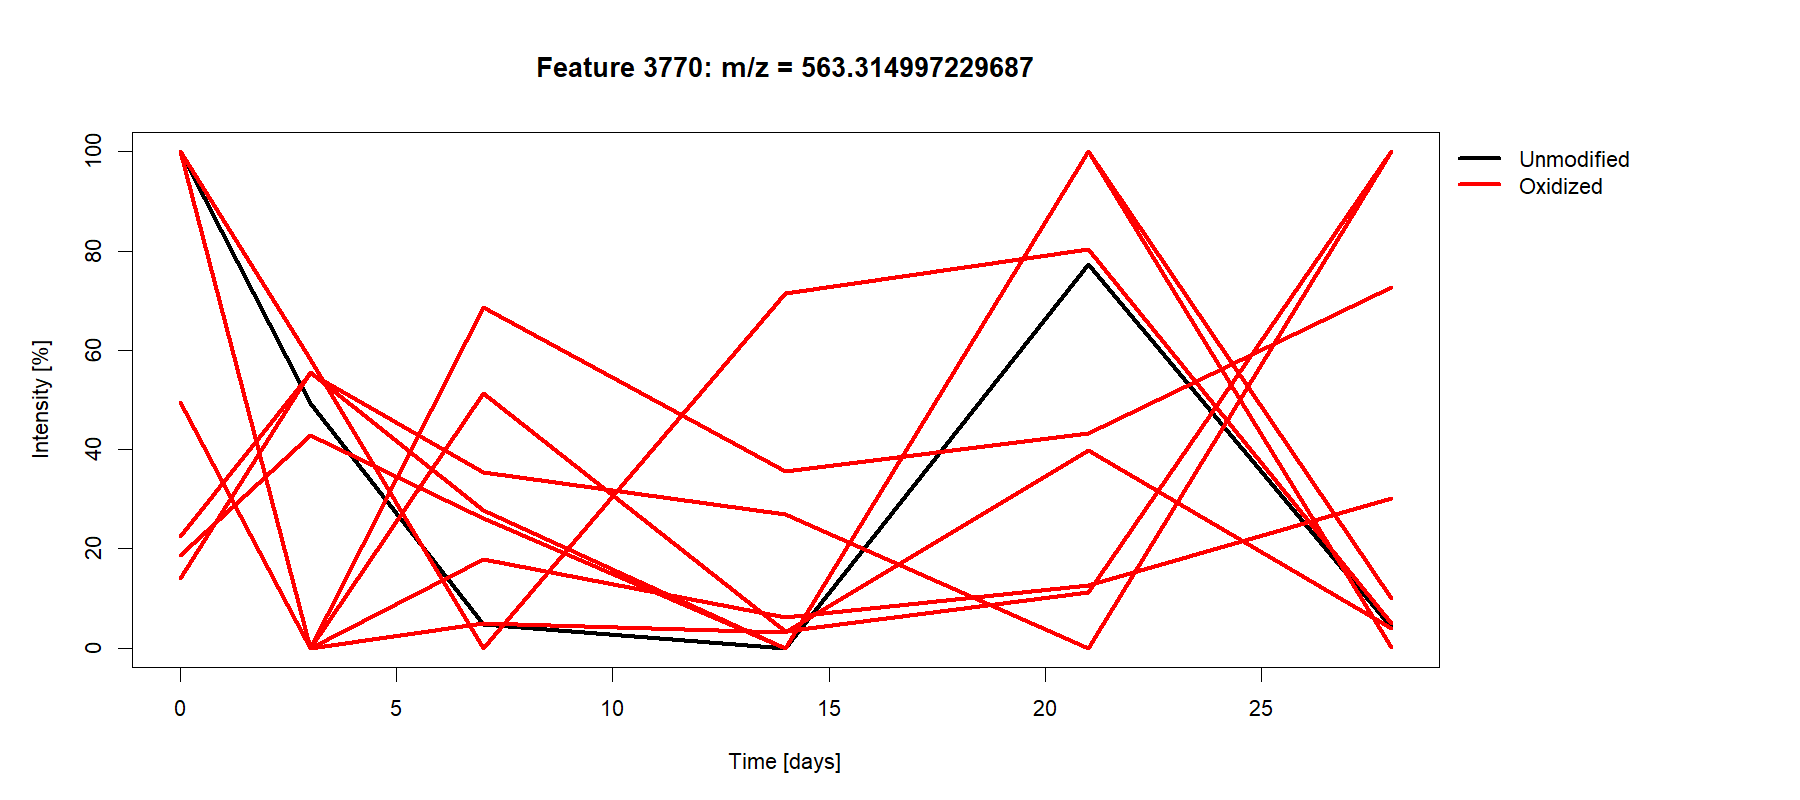 Feature 3770: m/z = 563.314997229687
Unmodified
Oxidized
Intensity [%]
100
80
60
40
20
0
0 5 10 15 20 25
Time [days]